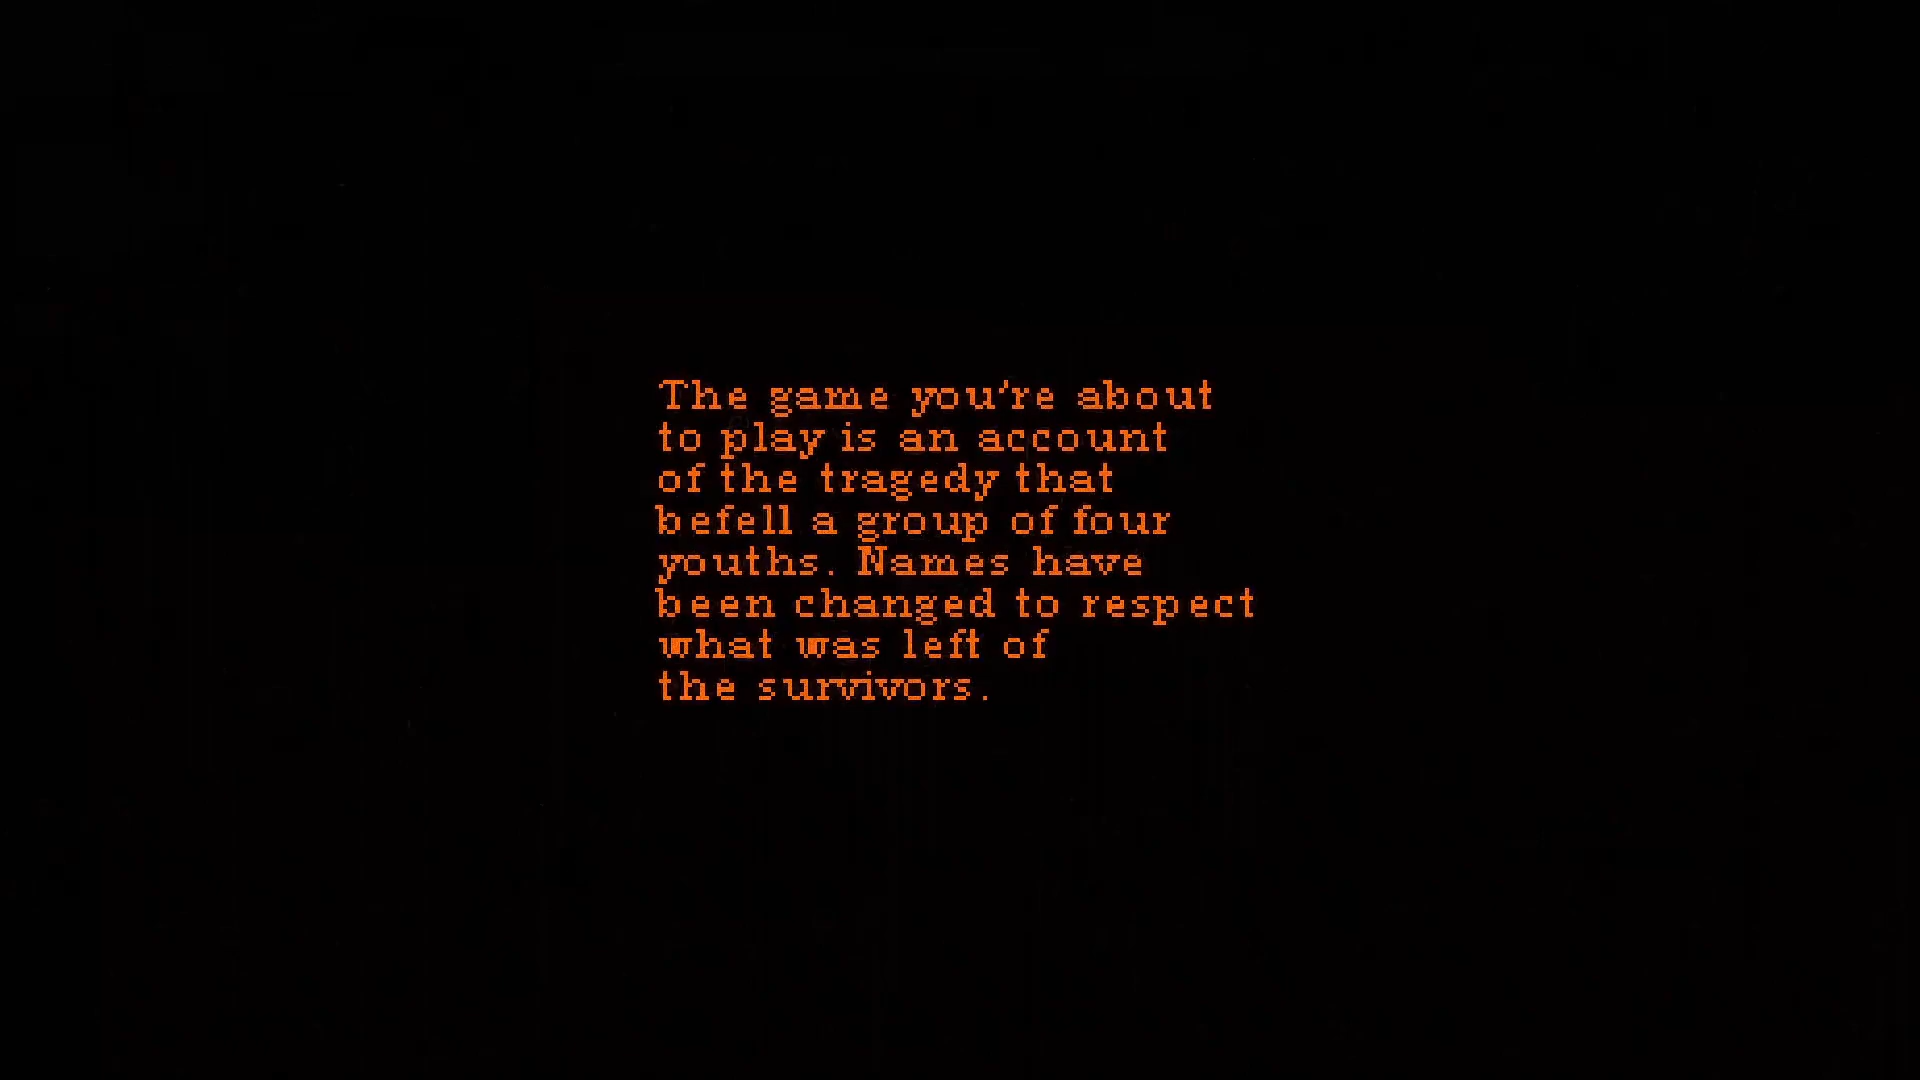 The game you're about
to play is an account
of the tragedy that
befell a group of four
youths. Names have
been changed to respect
what was left of
the survivors.